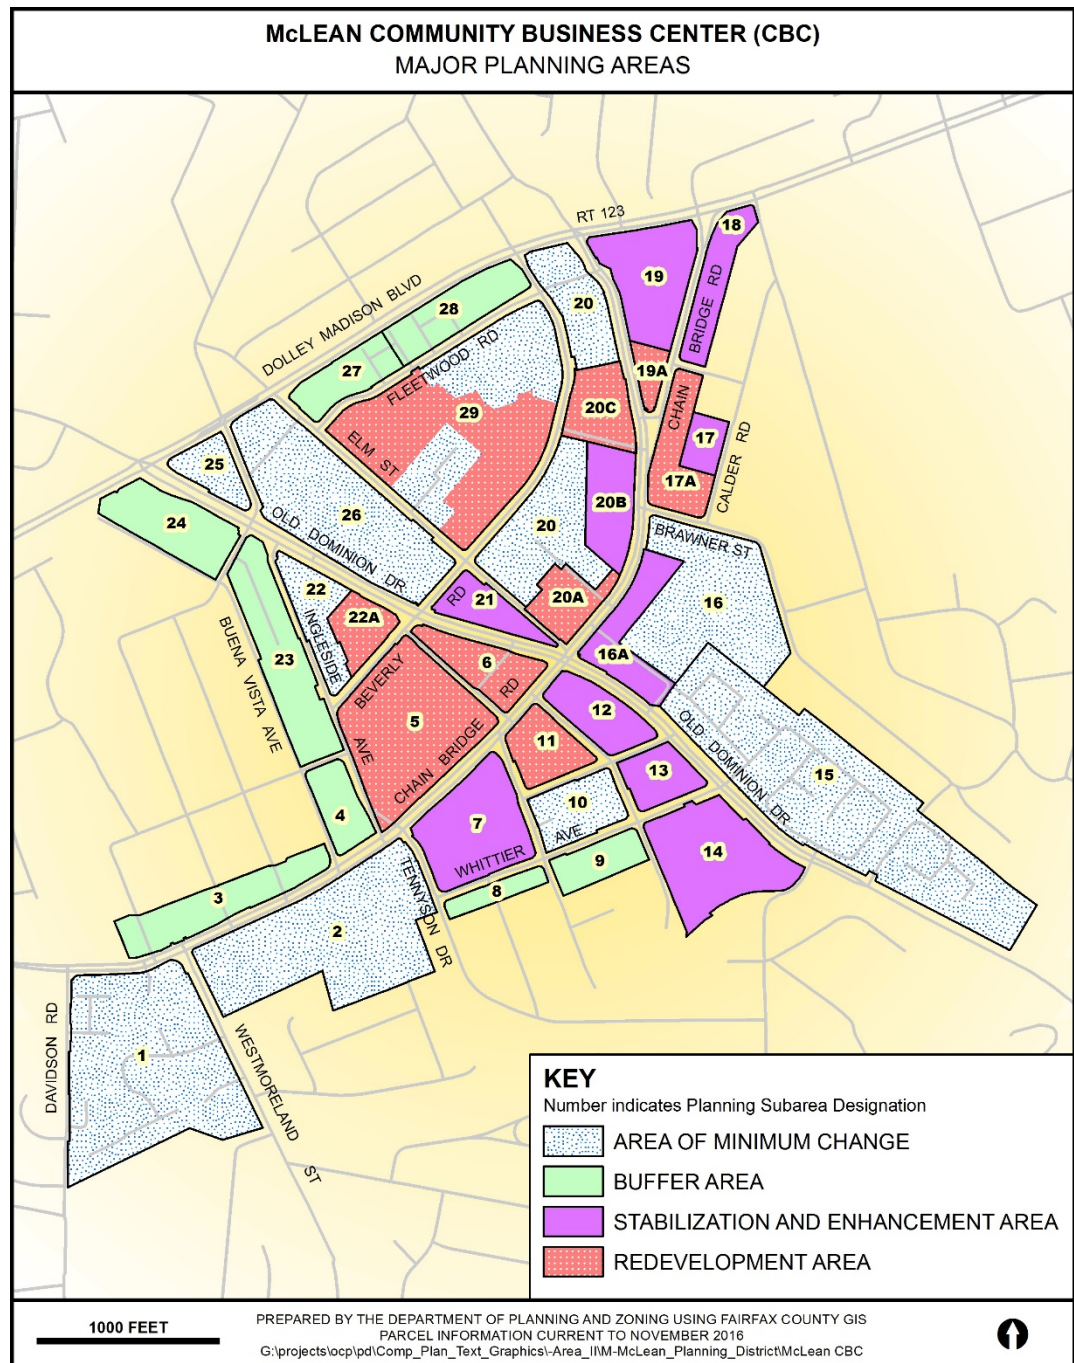 McLEAN COMMUNITY BUSINESS CENTER (CBC)
MAJOR PLANNING AREAS
RT 123
18
19
BRIDGE RD
20
DOLLEY MADISON BLVD
28
27
FLEETWOOD RD
19A
CHAIN
20C
29
17
ELM ST
CALDER RD
25
17A
20B
26
24
OLD DOMINION DR
20
BRAWNER ST
22
21
RD
20A
16
22A
INGLESIDE
AVE
BUENA VISTA AVE
23
BEVERLY
6
RD
16A
12
5
11
OLD DOMINION DR
CHAIN BRIDGE
13
15
4
10
7
AVE
WHITTIER
14
9
8
TENNYSON DR
3
2
DAVIDSON RD
1
WESTMORELAND ST
KEY
Number indicates Planning Subarea Designation
AREA OF MINIMUM CHANGE
BUFFER AREA
STABILIZATION AND ENHANCEMENT AREA
REDEVELOPMENT AREA
1000 FEET
PREPARED BY THE DEPARTMENT OF PLANNING AND ZONING USING FAIRFAX COUNTY GIS
PARCEL INFORMATION CURRENT TO NOVEMBER 2016
G:\projects\ocp\pd\Comp_Plan_Text_Graphics\-Area_II\M-McLean_Planning_District\McLean CBC